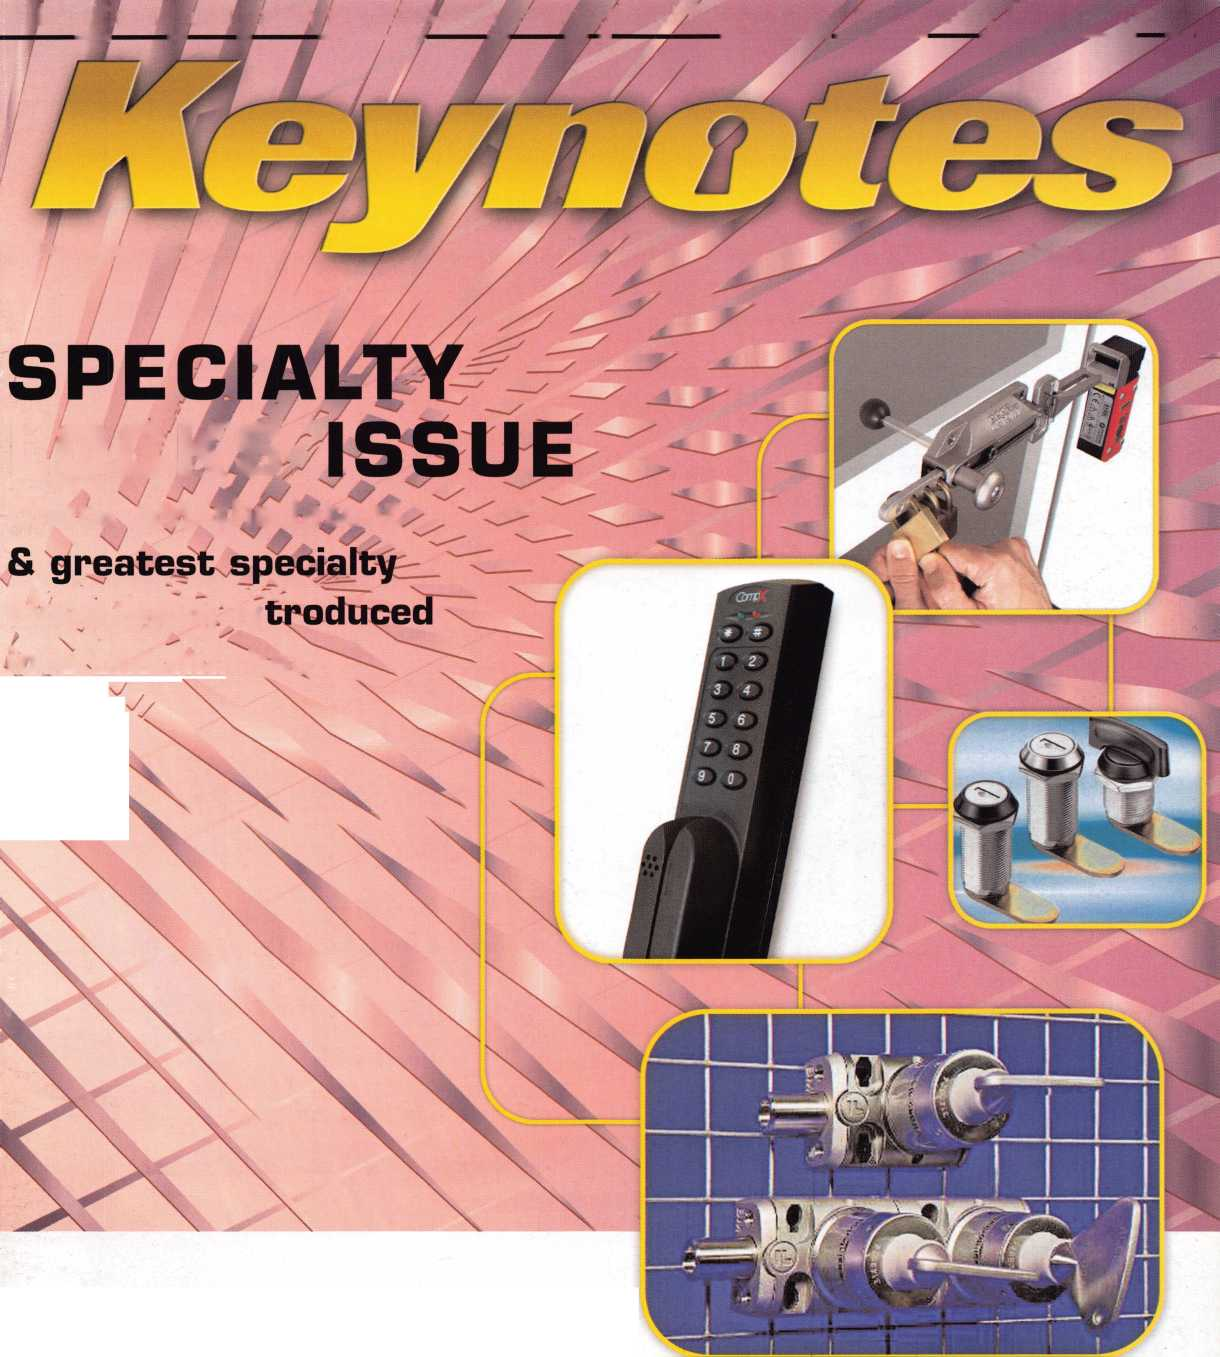 Keynotes
SPECIALTY
ISSUE
& greatest specialty
troduced
CompX
* #
1 2
3 4
5 6
7 8
9 0